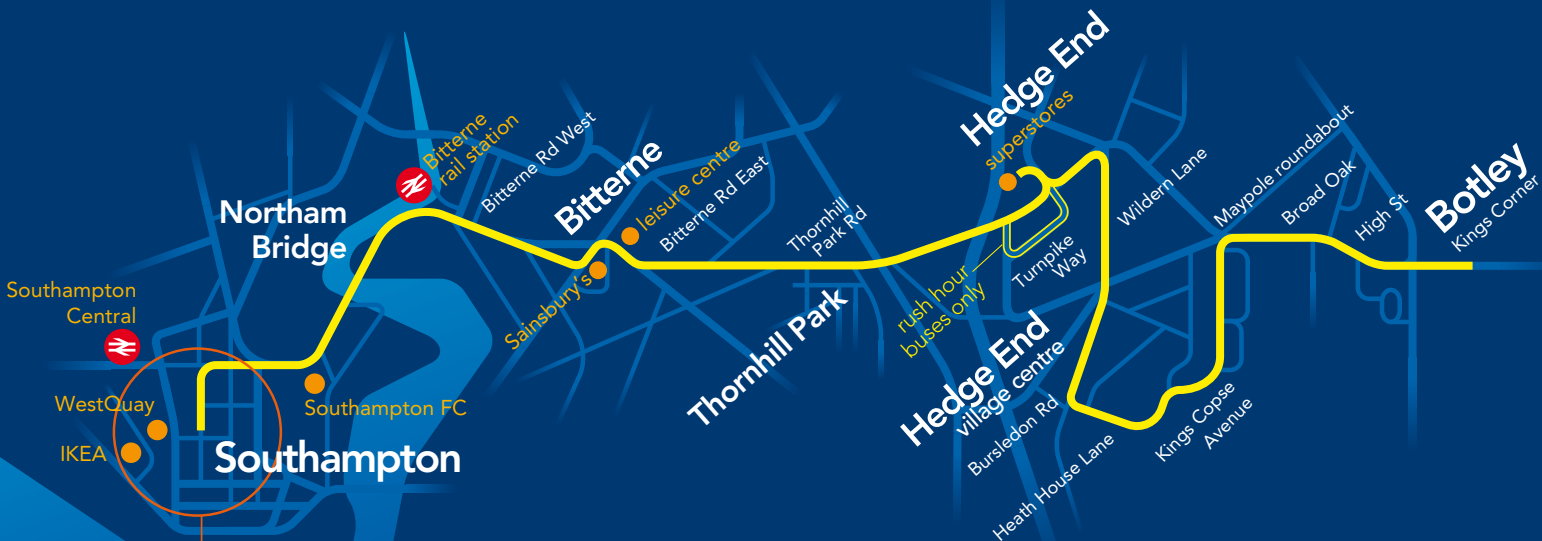 Southampton
Central
WestQuay
IKEA
Southampton
Southampton FC
Northam
Bridge
Bitterne
rail station
Bitterne Rd West
Bitterne
Sainsbury's
leisure centre
Bitterne Rd East
Thornhill
Park Rd
Thornhill Park
Hedge End
superstores
rush hour
buses only
Turnpike
Way
Hedge End
village centre
Wildern Lane
Bursledon Rd
Heath House Lane
Kings Copse
Avenue
Maypole roundabout
Broad Oak
High St
Botley
Kings Corner